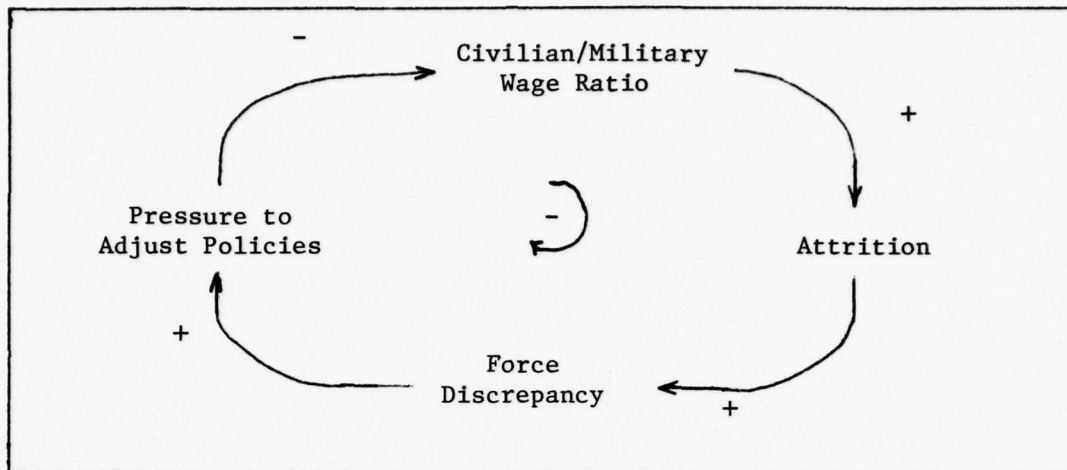 -
Civilian/Military
Wage Ratio
+
Pressure to
Adjust Policies
-
Attrition
+
Force
Discrepancy
+